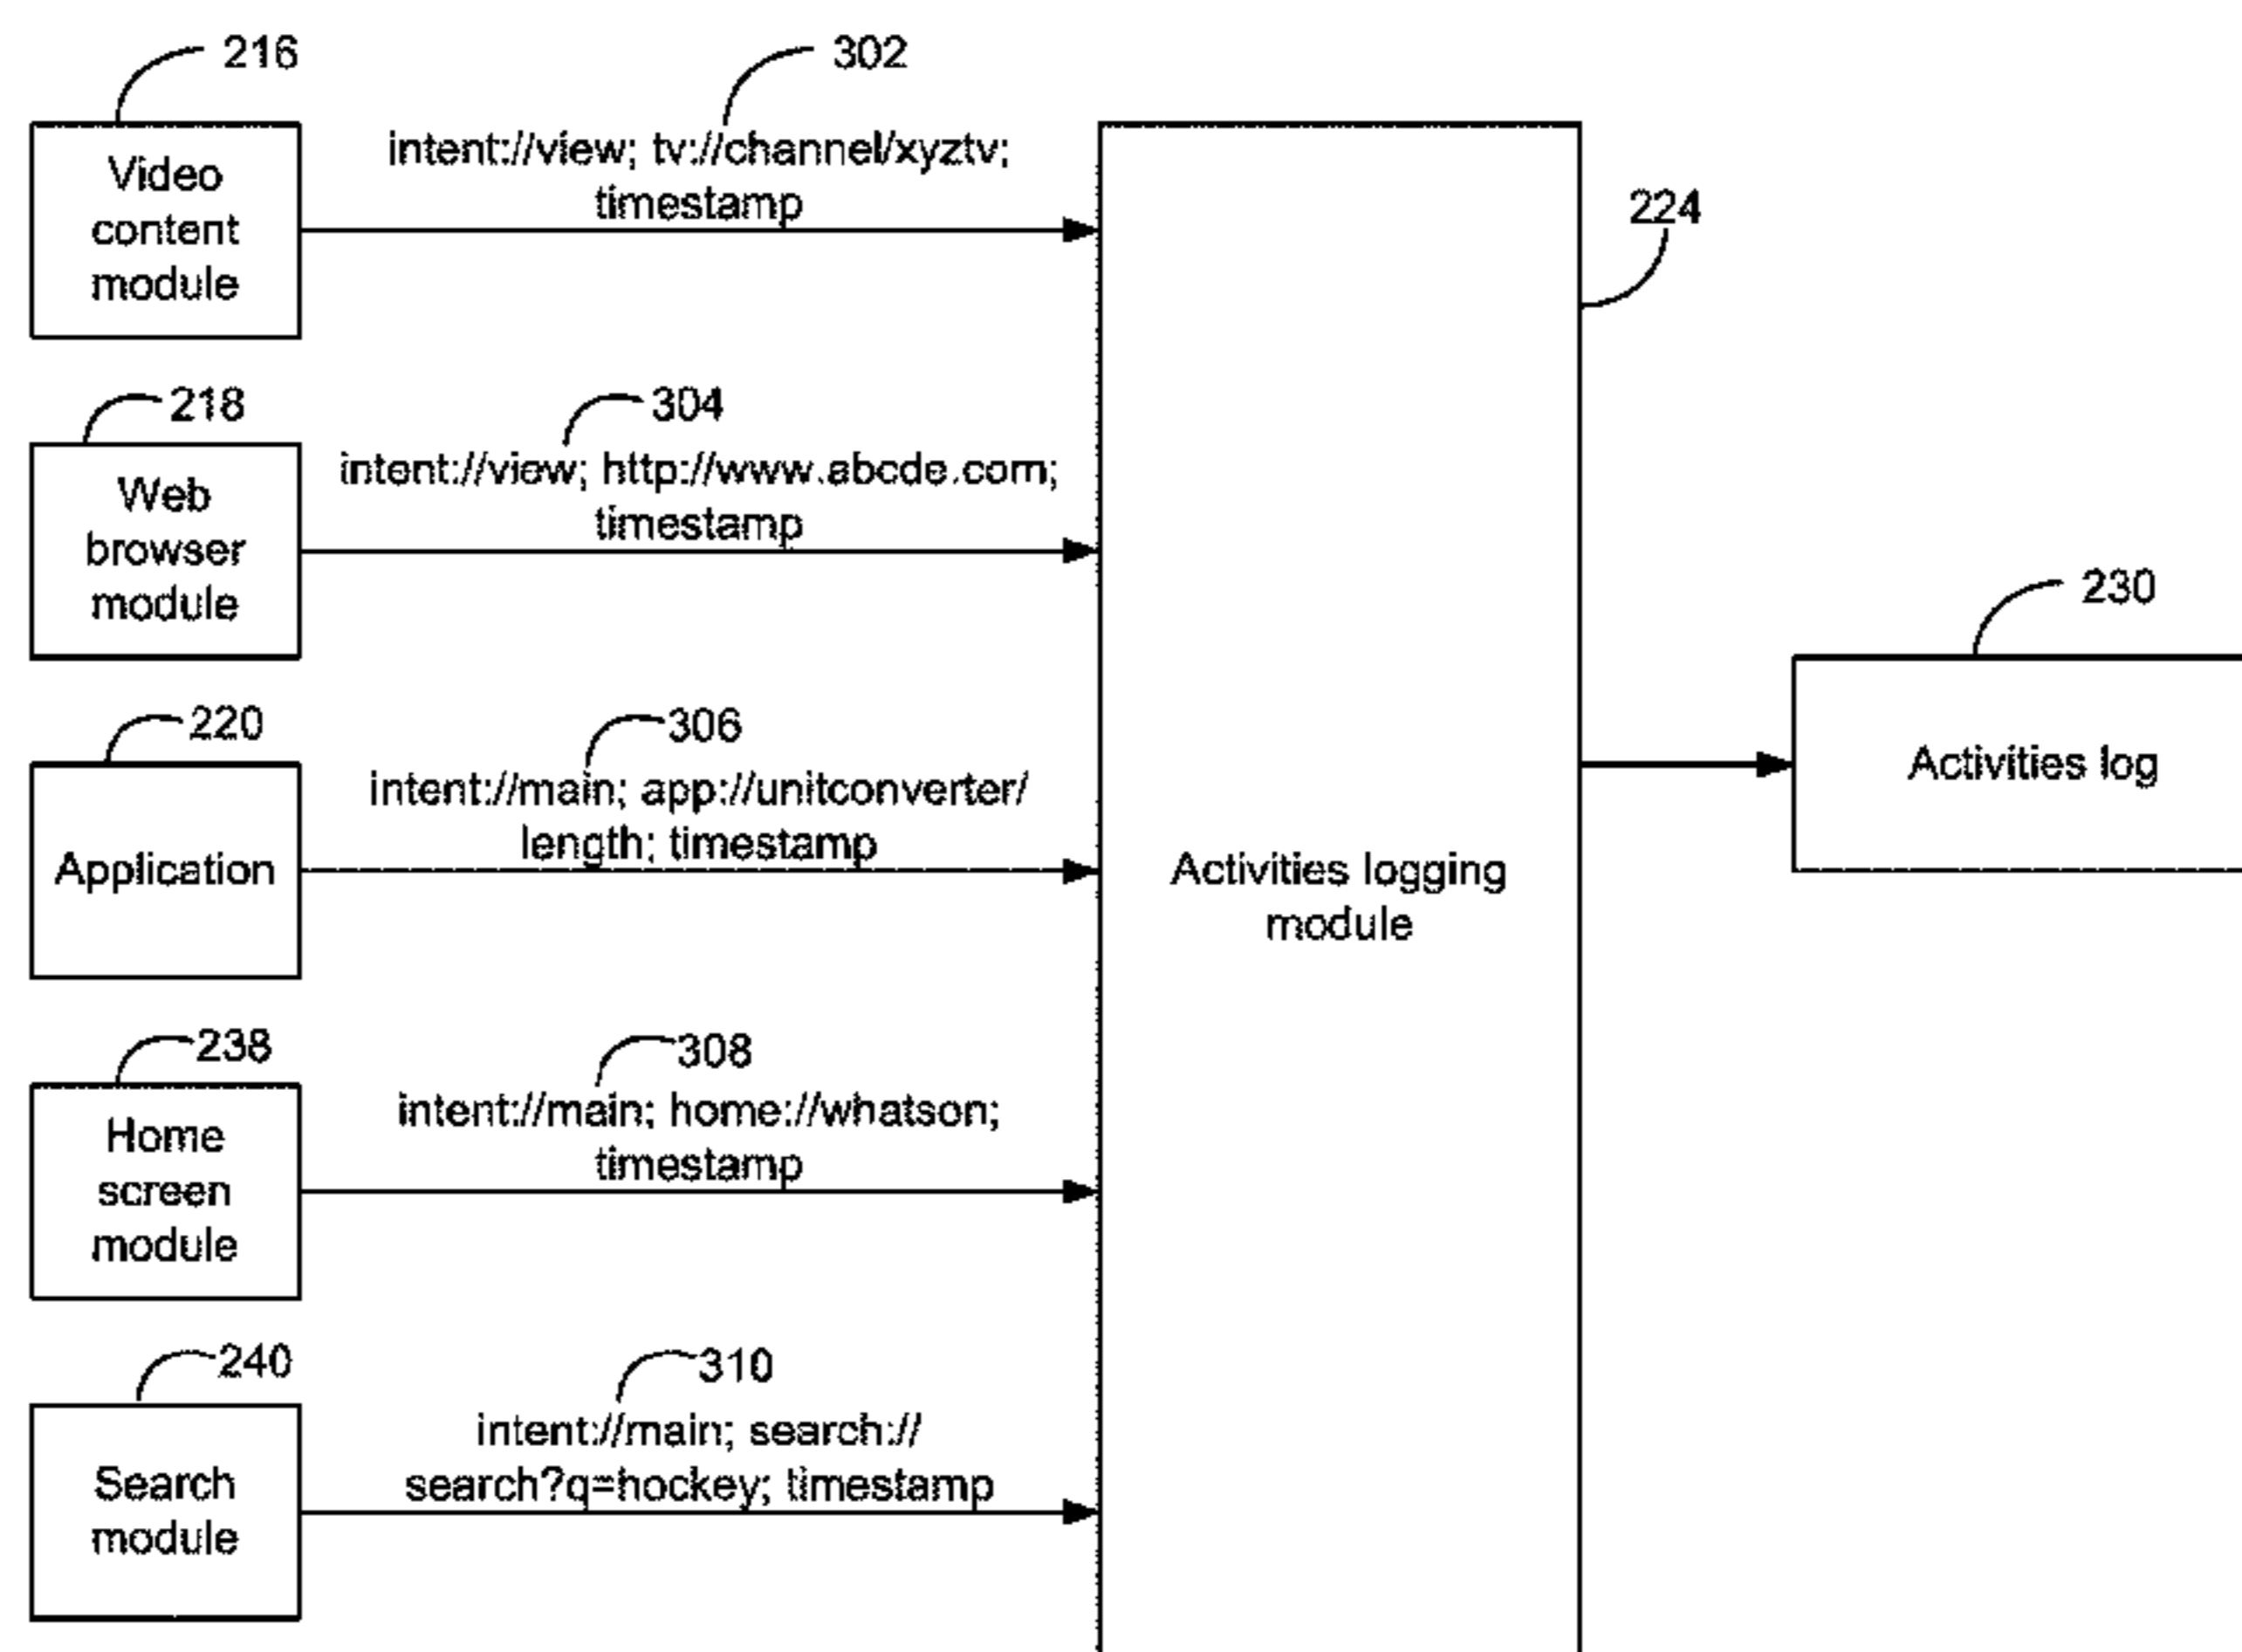 216
302
Video
content
module
intent://view; tv://channel/xyztv;
timestamp
224
218
304
Web
browser
module
intent://view; http://www.abcde.com;
timestamp
230
220
306
Application
intent://main; app://unitconverter/
length; timestamp
Activities logging
module
Activities log
238
308
Home
screen
module
intent://main; home://whatson;
timestamp
240
310
Search
module
intent://main; search://
search?q=hockey; timestamp